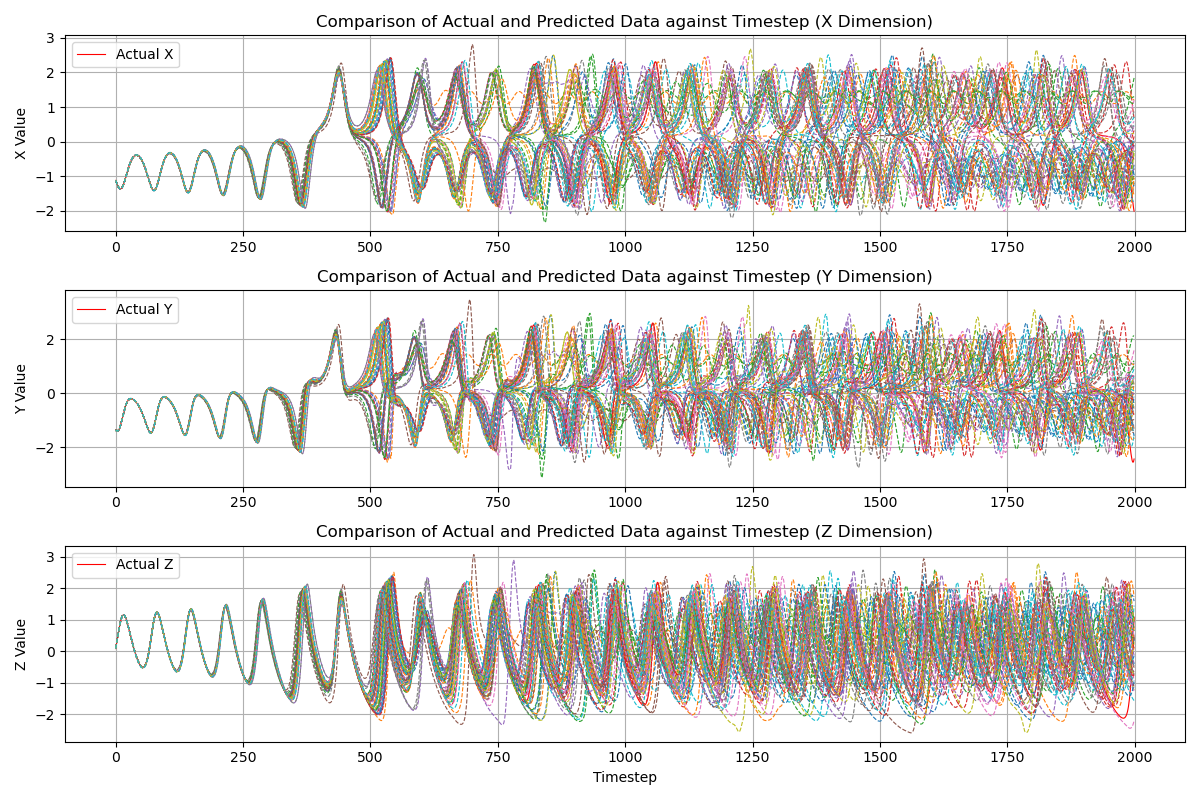 Comparison of Actual and Predicted Data against Timestep (X Dimension)
3
2
1
0
−1
−2
X Value
Actual X
0 250 500 750 1000 1250 1500 1750 2000
Comparison of Actual and Predicted Data against Timestep (Y Dimension)
2
0
−2
Y Value
Actual Y
0 250 500 750 1000 1250 1500 1750 2000
Comparison of Actual and Predicted Data against Timestep (Z Dimension)
3
2
1
0
−1
−2
Z Value
Actual Z
0 250 500 750 1000 1250 1500 1750 2000
Timestep